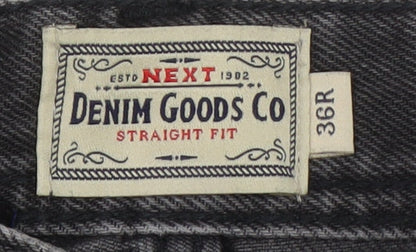 ESTD NEXT 1982
DENIM GOODS CO
STRAIGHT FIT
36R